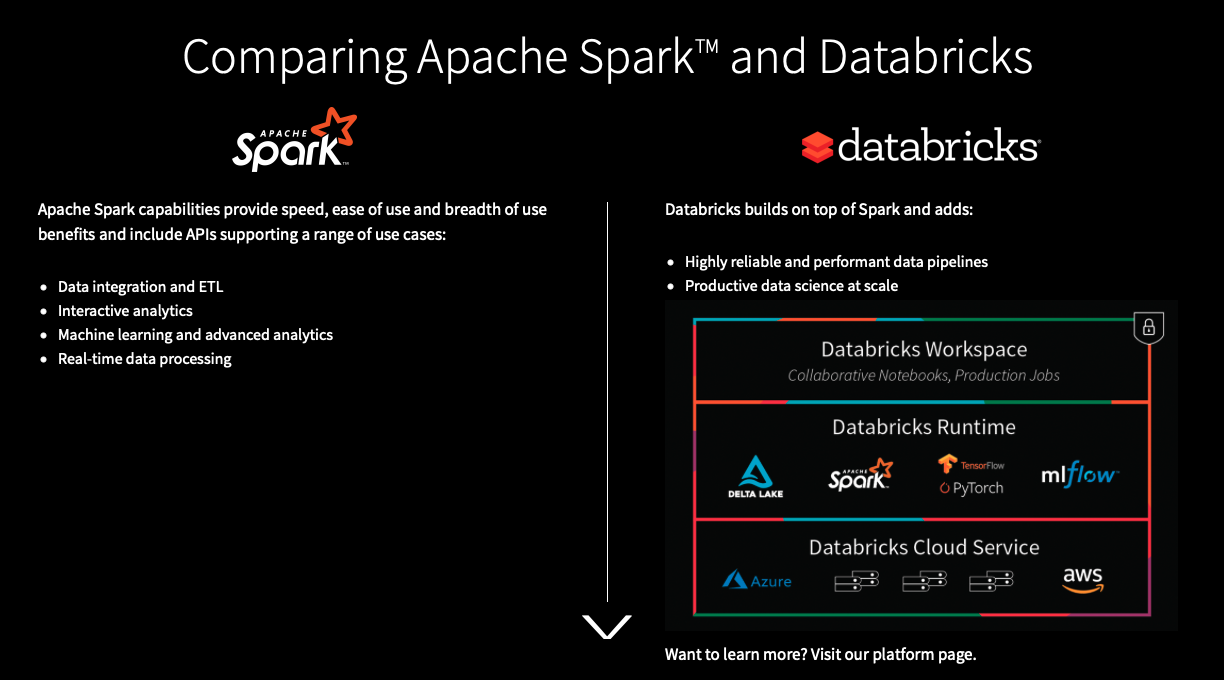 Comparing Apache Spark™ and Databricks
APACHE
Spark™
databricks®
Apache Spark capabilities provide speed, ease of use and breadth of use
benefits and include APIs supporting a range of use cases:
Data integration and ETL
Interactive analytics
Machine learning and advanced analytics
Real-time data processing
Databricks builds on top of Spark and adds:
Highly reliable and performant data pipelines
Productive data science at scale
Databricks Workspace
Collaborative Notebooks, Production Jobs
Databricks Runtime
DELTA LAKE
APACHE
Spark™
TensorFlow
PyTorch
mlflow™
Databricks Cloud Service
Azure
aws
Want to learn more? Visit our platform page.